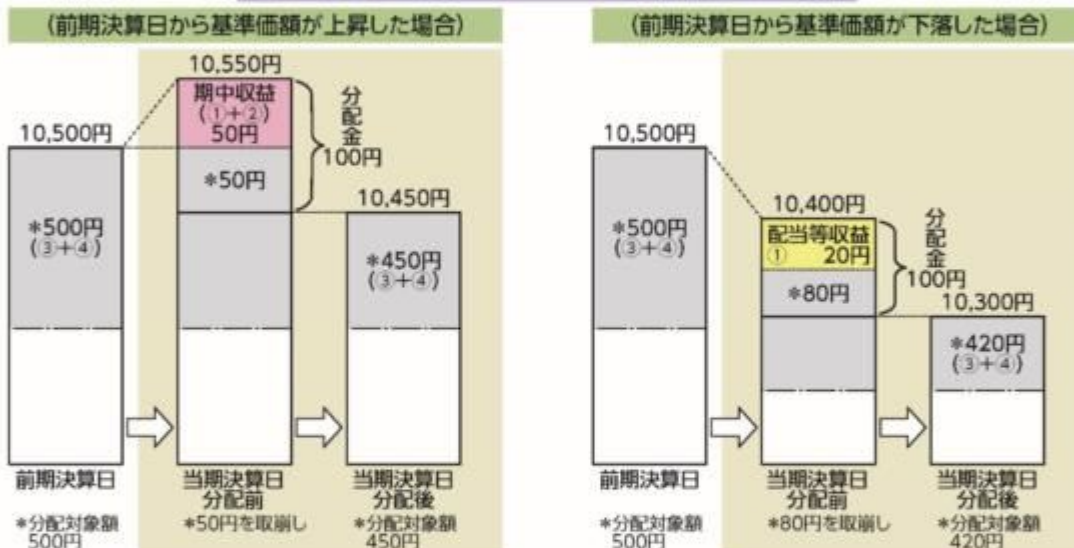 (前期決算日から基準価額が上昇した場合)
10,550円
期中収益
(①+②)
50円
分配金
100円
10,500円
*50円
10,450円
*500円
(③+④)
*450円
(③+④)
前期決算日
当期決算日
分配前
当期決算日
分配後
*分配対象額
500円
*50円を取崩し
*分配対象額
450円
(前期決算日から基準価額が下落した場合)
10,500円
*500円
(③+④)
10,400円
配当等収益
① 20円
分配金
100円
*80円
10,300円
*420円
(③+④)
前期決算日
当期決算日
分配前
当期決算日
分配後
*分配対象額
500円
*80円を取崩し
*分配対象額
420円